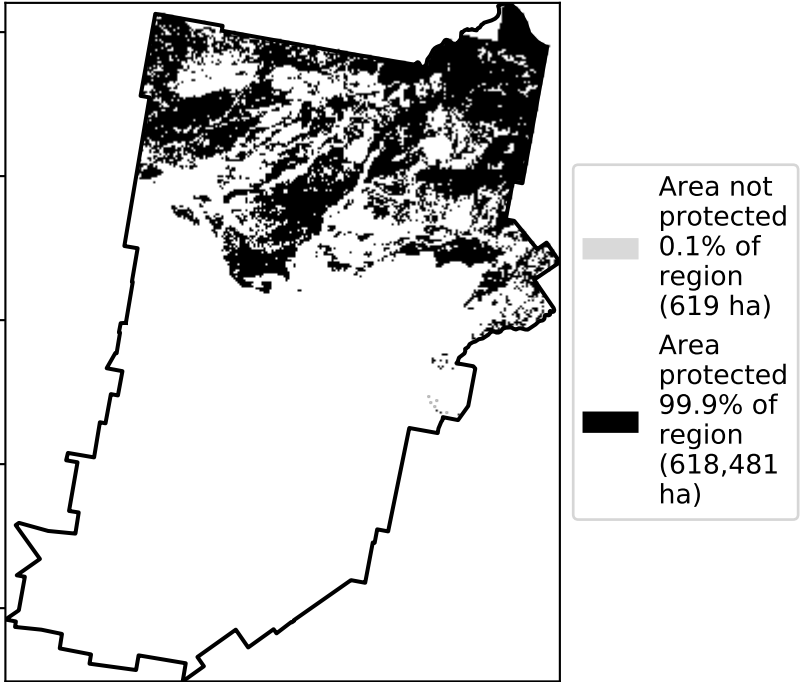 Area not
protected
0.1% of
region
(619 ha)
Area
protected
99.9% of
region
(618,481
ha)